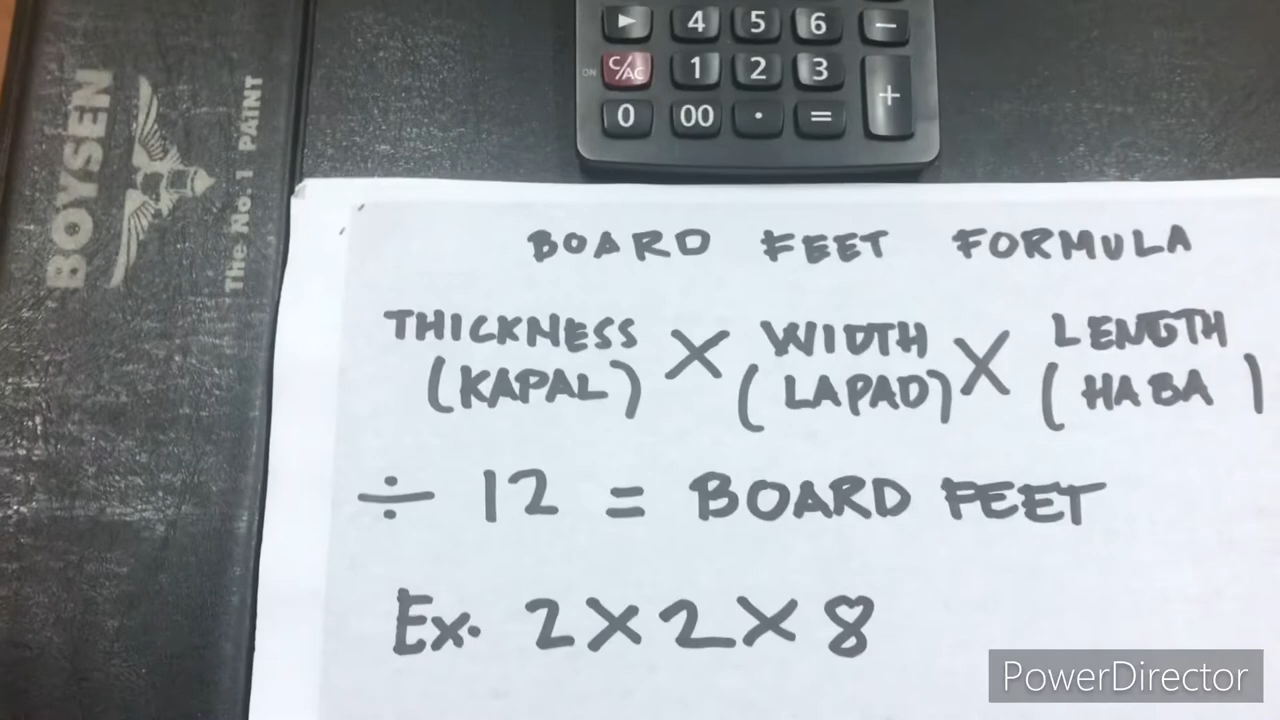 BOYSEN
The No. 1 PAINT
► 4 5 6 −
ON C/AC 1 2 3 +
0 00 . =
BOARD FEET FORMULA
THICKNESS X WIDTH X LENGTH
(KAPAL) (LAPAD) (HABA)
÷ 12 = BOARD FEET
Ex. 2X2X8
PowerDirector